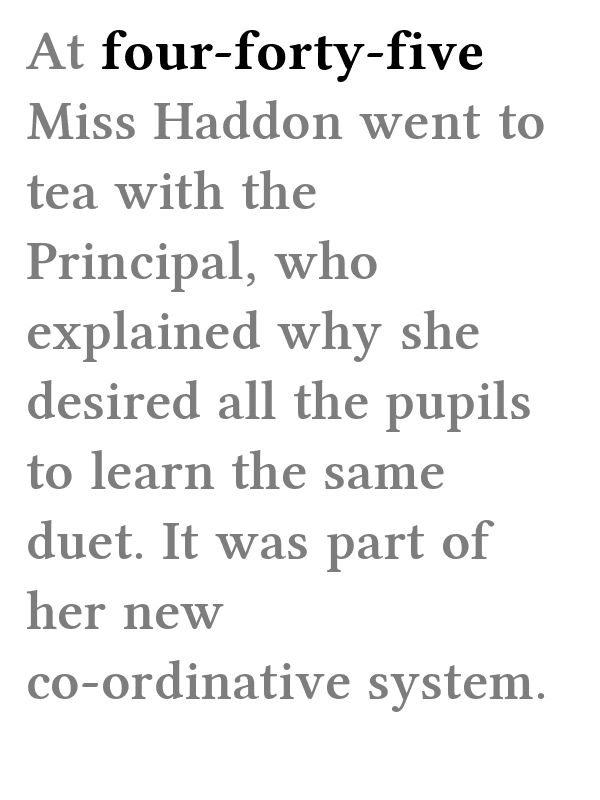 At four-forty-five
Miss Haddon went to
tea with the
Principal, who
explained why she
desired all the pupils
to learn the same
duet. It was part of
her new
co-ordinative system.